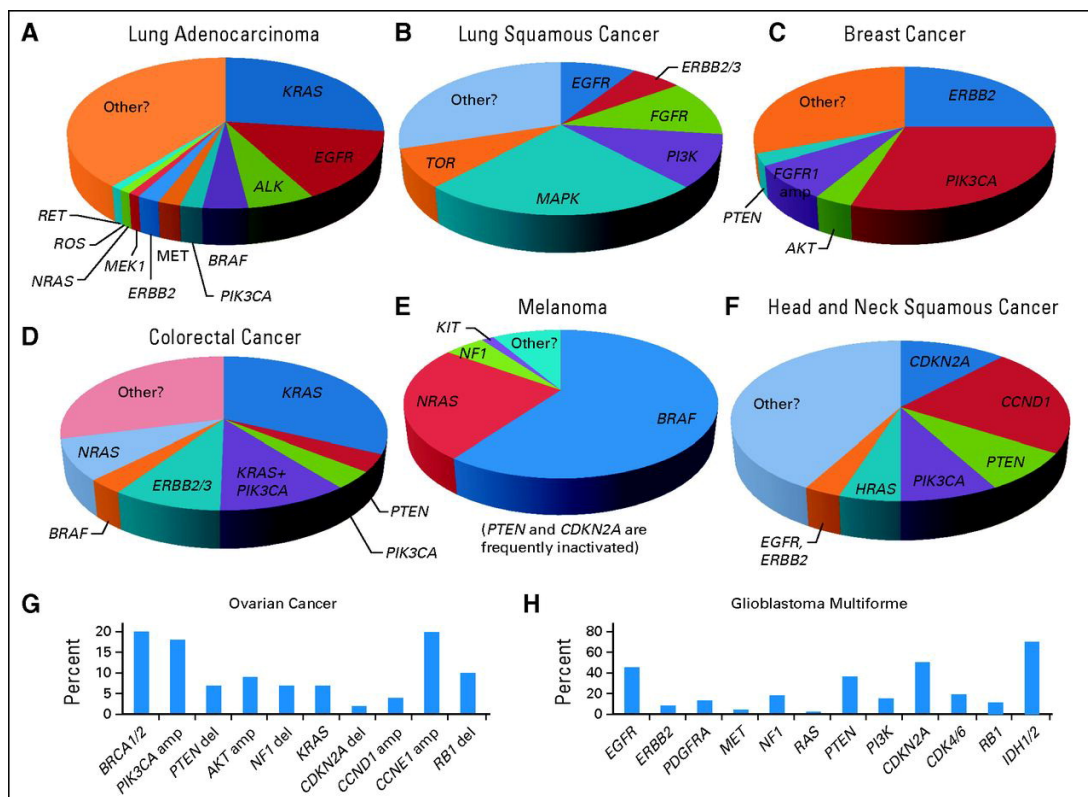 A
Lung Adenocarcinoma
KRAS
EGFR
ALK
BRAF
PIK3CA
MET
ERBB2
MEK1
NRAS
ROS
RET
Other?
B
Lung Squamous Cancer
EGFR
ERBB2/3
FGFR
PI3K
MAPK
TOR
Other?
C
Breast Cancer
ERBB2
PIK3CA
AKT
FGFR1
amp
PTEN
Other?
D
Colorectal Cancer
KRAS
PTEN
PIK3CA
KRAS+
PIK3CA
ERBB2/3
BRAF
NRAS
Other?
E
Melanoma
KIT
Other?
NF1
NRAS
BRAF
(PTEN and CDKN2A are
frequently inactivated)
F
Head and Neck Squamous Cancer
CDKN2A
CCND1
PTEN
PIK3CA
HRAS
EGFR,
ERBB2
Other?
G
Ovarian Cancer
Percent
20
15
10
5
0
BRCA1/2
PIK3CA amp
PTEN del
AKT amp
NF1 del
KRAS
CDKN2A del
CCND1 amp
CCNE1 amp
RB1 del
H
Glioblastoma Multiforme
Percent
80
60
40
20
0
EGFR
ERBB2
PDGFRA
MET
NF1
RAS
PTEN
PI3K
CDKN2A
CDK4/6
RB1
IDH1/2